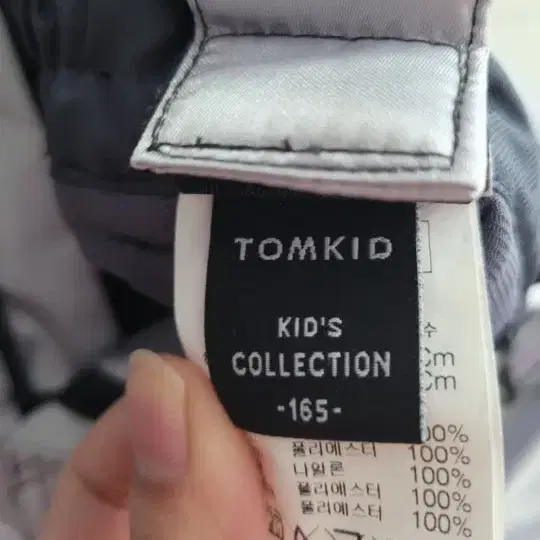 TOMKID
KID'S
COLLECTION
-165-
수
Cm
Cm
00%
폴리에스터 100%
나일론 100%
폴리에스터 100%
폴리에스터 100%